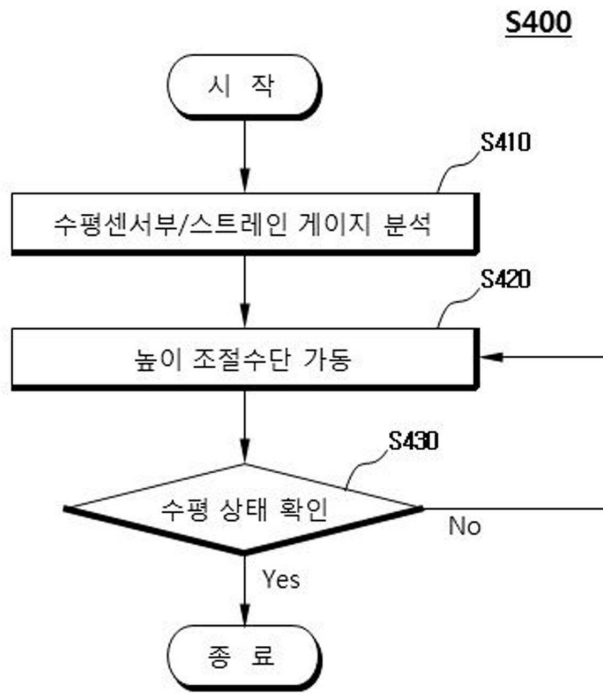 S400
시 작
S410
수평센서부/스트레인 게이지 분석
S420
높이 조절수단 가동
S430
수평 상태 확인
No
Yes
종 료